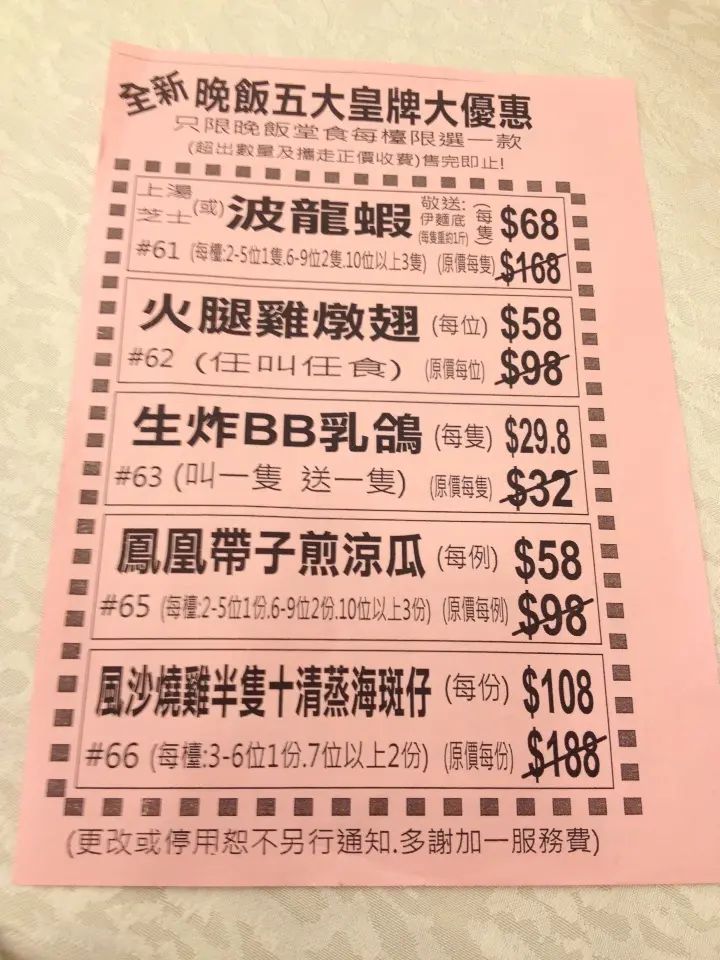 全新 晚飯五大皇牌大優惠
只限晚飯堂食每檯限選一款
(超出數量及攜走正價收費)售完即止!
上湯
芝士 (或) 波龍蝦 敬送: 伊麵底 (每隻重約1斤) (每隻) $68
#61 (每檯:2-5位1隻.6-9位2隻.10位以上3隻) (原價每隻) $168
火腿雞燉翅 (每位) $58
#62 (任叫任食) (原價每位) $98
生炸BB乳鴿 (每隻) $29.8
#63 (叫一隻 送一隻) (原價每隻) $32
鳳凰帶子煎涼瓜 (每例) $58
#65 (每檯:2-5位1份.6-9位2份.10位以上3份) (原價每例) $98
風沙燒雞半隻十清蒸海斑仔 (每份) $108
#66 (每檯:3-6位1份.7位以上2份) (原價每份) $188
(更改或停用恕不另行通知.多謝加一服務費)